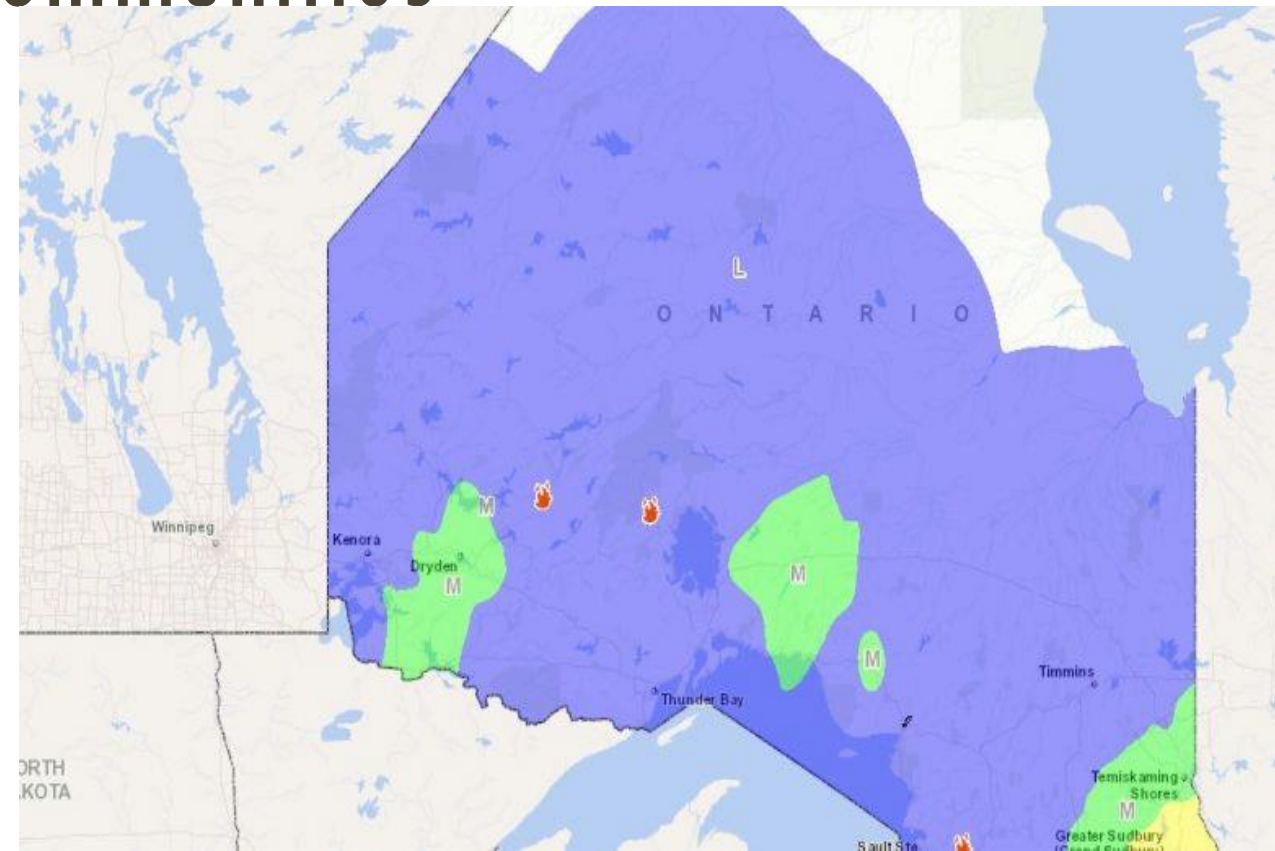 L
O N T A R I O
M
Winnipeg
Kenora
Dryden
M
M
M
Timmins
Thunder Bay
ORTH
KOTA
Temiskaming
Shores
M
Greater Sudbury
Sault Ste.